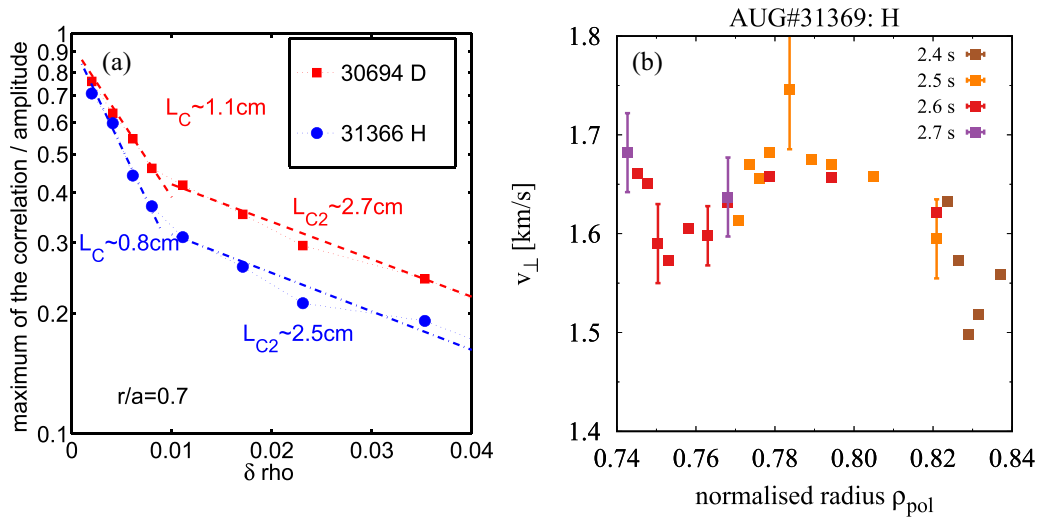 (a)
30694 D
31366 H
L_C~1.1cm
L_C2~2.7cm
L_C~0.8cm
L_C2~2.5cm
r/a=0.7
maximum of the correlation / amplitude
1
0.9
0.8
0.7
0.6
0.5
0.4
0.3
0.2
0.1
0
0.01
0.02
0.03
0.04
δ rho
AUG#31369: H
(b)
2.4 s
2.5 s
2.6 s
2.7 s
v⊥ [km/s]
1.8
1.7
1.6
1.5
1.4
0.74
0.76
0.78
0.80
0.82
0.84
normalised radius ρ_pol